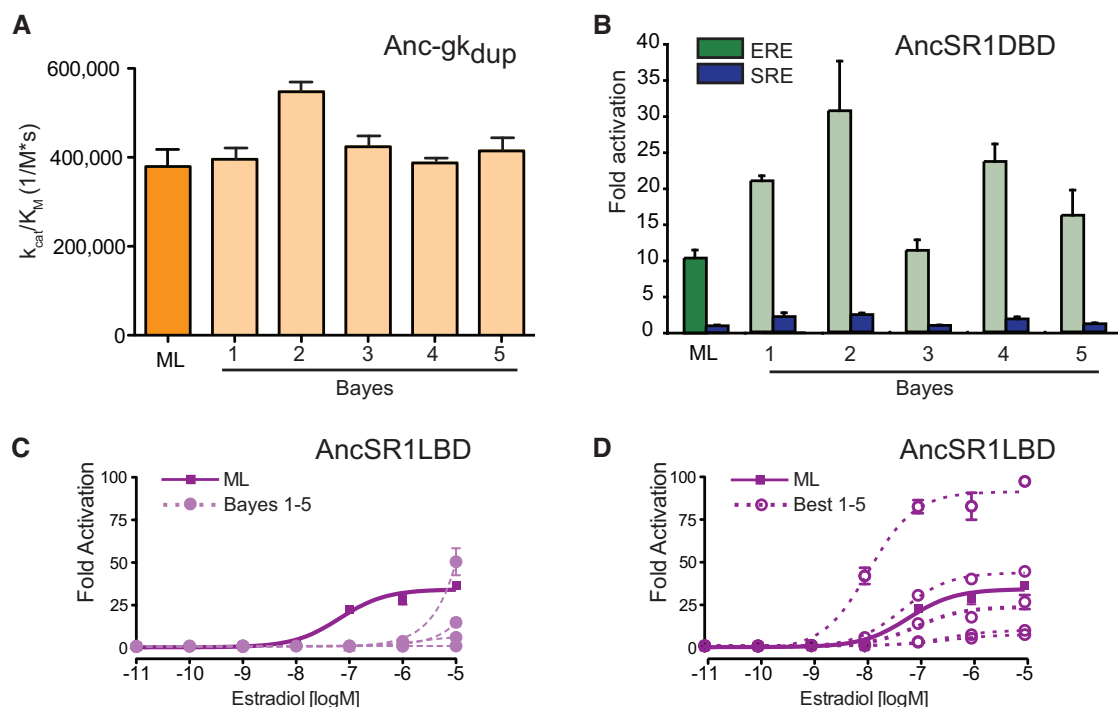 A
Anc-gkdup
600,000
400,000
200,000
0
kcat/KM (1/M*s)
ML
1
2
3
4
5
Bayes
B
AncSR1DBD
ERE
SRE
40
35
30
25
20
15
10
5
0
Fold activation
ML
1
2
3
4
5
Bayes
C
AncSR1LBD
ML
Bayes 1-5
100
75
50
25
0
Fold Activation
-11
-10
-9
-8
-7
-6
-5
Estradiol [logM]
D
AncSR1LBD
ML
Best 1-5
100
75
50
25
0
Fold Activation
-11
-10
-9
-8
-7
-6
-5
Estradiol [logM]